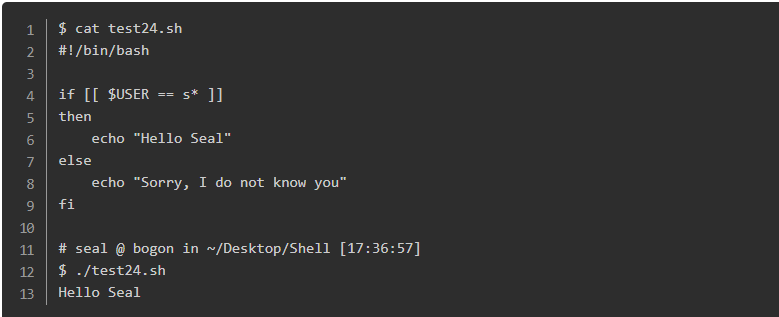 1 $ cat test24.sh
2 #!/bin/bash
3
4 if [[ $USER == s* ]]
5 then
6     echo "Hello Seal"
7 else
8     echo "Sorry, I do not know you"
9 fi
10
11 # seal @ bogon in ~/Desktop/Shell [17:36:57]
12 $ ./test24.sh
13 Hello Seal